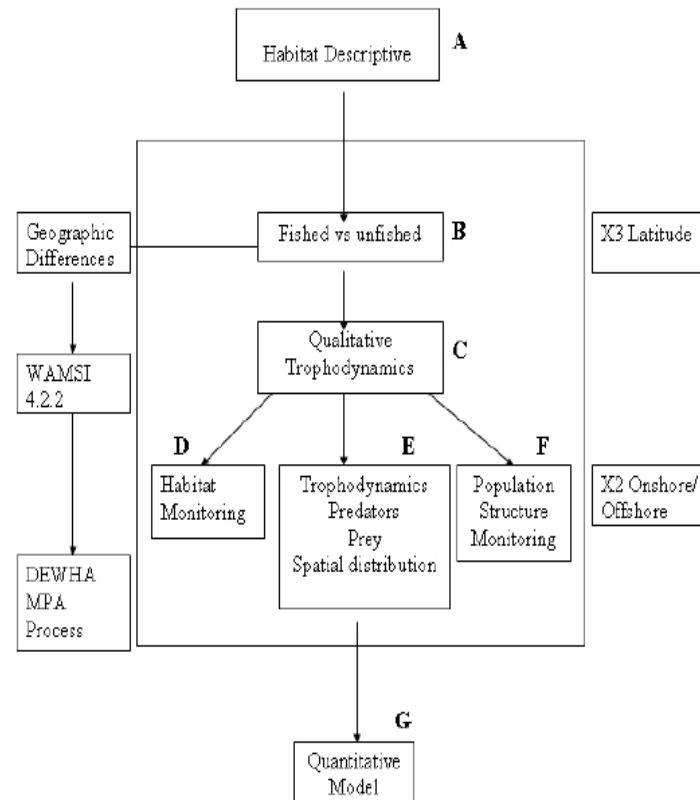 Habitat Descriptive
A
Geographic
Differences
Fished vs unfished
B
X3 Latitude
Qualitative
Trophodynamics
C
WAMSI
4.2.2
D
E
F
Habitat
Monitoring
Trophodynamics
Predators
Prey
Spatial distribution
Population
Structure
Monitoring
X2 Onshore/
Offshore
DEWHA
MPA
Process
G
Quantitative
Model